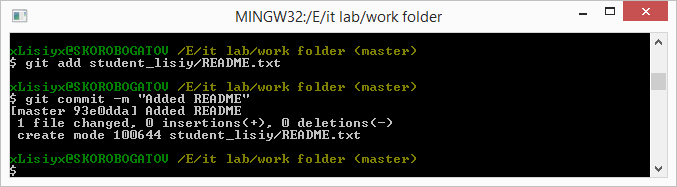 MINGW32:/E/it lab/work folder
xLisiyx@SKOROBOGATOV /E/it lab/work folder (master)
$ git add student_lisiy/README.txt
xLisiyx@SKOROBOGATOV /E/it lab/work folder (master)
$ git commit -m "Added README"
[master 93e0dda] Added README
1 file changed, 0 insertions(+), 0 deletions(-)
create mode 100644 student_lisiy/README.txt
xLisiyx@SKOROBOGATOV /E/it lab/work folder (master)
$